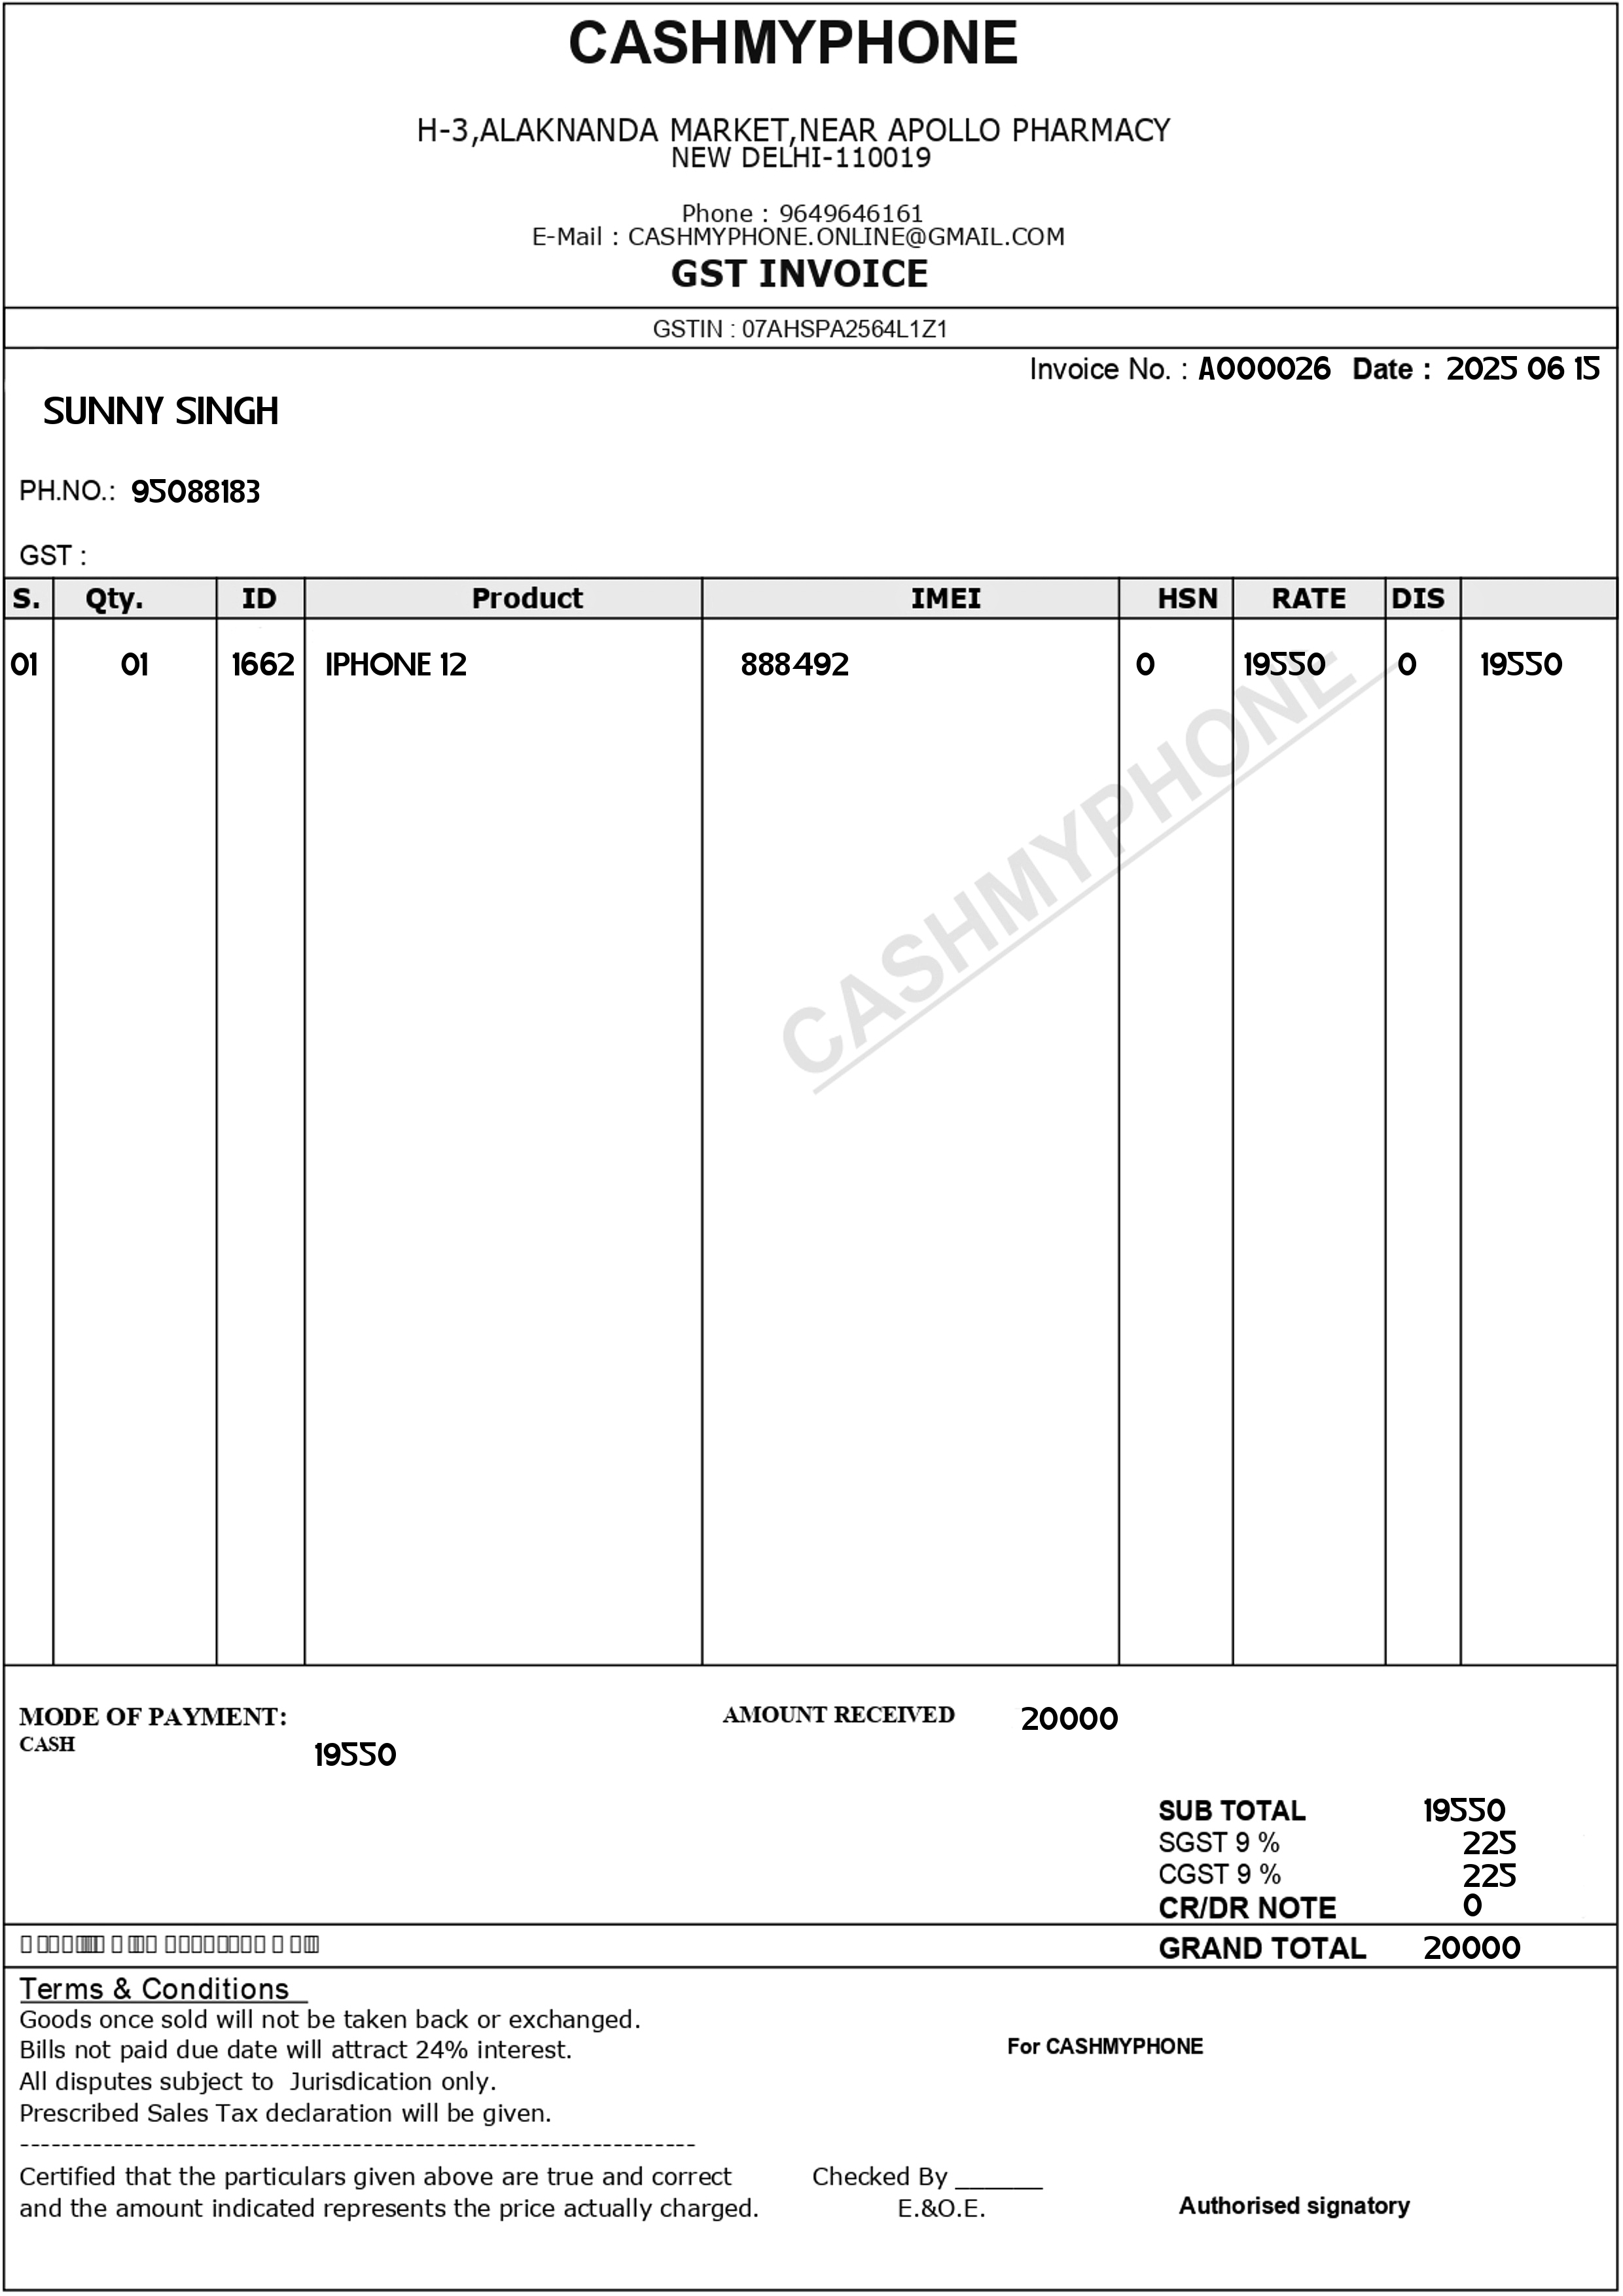 CASHMYPHONE
H-3,ALAKNANDA MARKET,NEAR APOLLO PHARMACY
NEW DELHI-110019
Phone : 9649646161
E-Mail : CASHMYPHONE.ONLINE@GMAIL.COM
GST INVOICE
GSTIN : 07AHSPA2564L1Z1
Invoice No. : A000026 Date : 2025 06 15
SUNNY SINGH
PH.NO.: 95088183
GST :
S. Qty. ID Product IMEI HSN RATE DIS
01 01 1662 IPHONE 12 888492 0 19550 0 19550
CASHMYPHONE
MODE OF PAYMENT: AMOUNT RECEIVED 20000
CASH 19550
SUB TOTAL 19550
SGST 9 % 225
CGST 9 % 225
CR/DR NOTE 0
GRAND TOTAL 20000
Terms & Conditions
Goods once sold will not be taken back or exchanged.
Bills not paid due date will attract 24% interest.
For CASHMYPHONE
All disputes subject to Jurisdication only.
Prescribed Sales Tax declaration will be given.
-----------------------------------------------------------------
Certified that the particulars given above are true and correct Checked By ______
and the amount indicated represents the price actually charged. E.&O.E. Authorised signatory